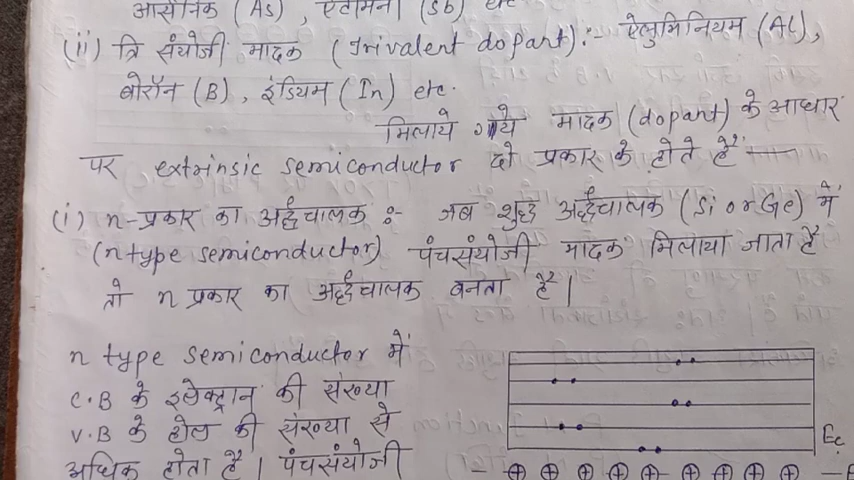 आर्सेनिक (As), एंटीमनी (Sb) etc
(ii) त्रि संयोजी मादक (Trivalent dopant):- ऐलुमिनियम (Al),
बोरॉन (B), इंडियम (In) etc.
मिलाये गये मादक (dopant) के आधार
पर extrinsic semiconductor दो प्रकार के होते हैं
(i) n-प्रकार का अर्द्धचालक :- जब शुद्ध अर्द्धचालक (Si or Ge) में
(n type semiconductor) पंचसंयोजी मादक मिलाया जाता है
तो n प्रकार का अर्द्धचालक बनता है |
n type semiconductor में
C.B के इलेक्ट्रान की संख्या
V.B के होल की संख्या से
अधिक होता है | पंचसंयोजी
Ec